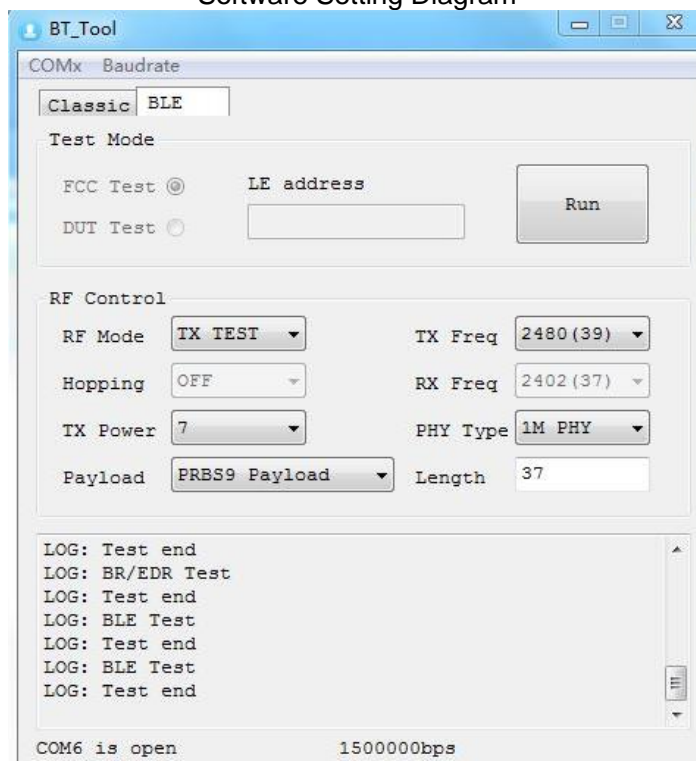 Software Setting Diagram
BT_Tool
COMx Baudrate
Classic BLE
Test Mode
FCC Test LE address
Run
DUT Test
RF Control
RF Mode TX TEST TX Freq 2480(39)
Hopping OFF RX Freq 2402(37)
TX Power 7 PHY Type 1M PHY
Payload PRBS9 Payload Length 37
LOG: Test end
LOG: BR/EDR Test
LOG: Test end
LOG: BLE Test
LOG: Test end
LOG: BLE Test
LOG: Test end
COM6 is open 1500000bps